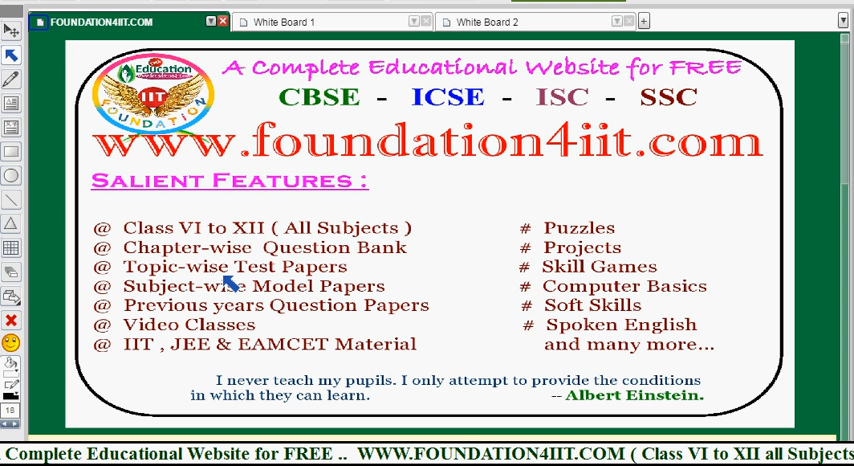 FOUNDATION4IIT.COM
White Board 1
White Board 2
Education
IIT
FOUNDATION
A Complete Educational Website for FREE
CBSE - ICSE - ISC - SSC
www.foundation4iit.com
Salient Features :
@ Class VI to XII ( All Subjects )
@ Chapter-wise Question Bank
@ Topic-wise Test Papers
@ Subject-wise Model Papers
@ Previous years Question Papers
@ Video Classes
@ IIT , JEE & EAMCET Material
# Puzzles
# Projects
# Skill Games
# Computer Basics
# Soft Skills
# Spoken English
and many more...
I never teach my pupils. I only attempt to provide the conditions
in which they can learn. -- Albert Einstein.
18
Complete Educational Website for FREE .. WWW.FOUNDATION4IIT.COM ( Class VI to XII all Subjects